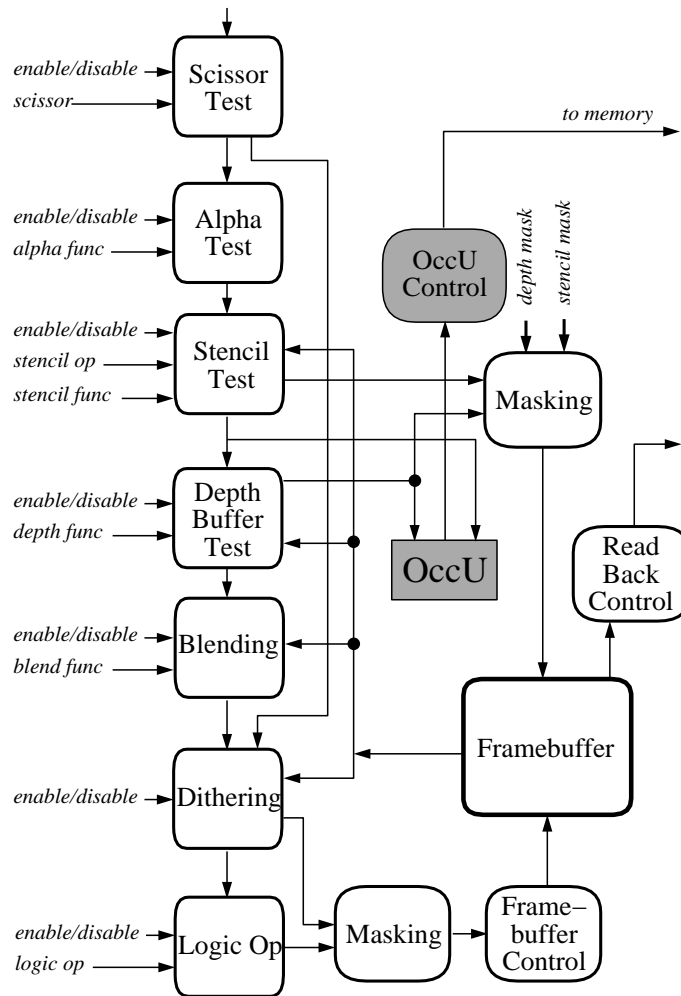 enable/disable
scissor
Scissor
Test
to memory
enable/disable
alpha func
Alpha
Test
OccU
Control
depth mask
stencil mask
enable/disable
stencil op
stencil func
Stencil
Test
Masking
enable/disable
depth func
Depth
Buffer
Test
OccU
Read
Back
Control
enable/disable
blend func
Blending
Framebuffer
enable/disable
Dithering
enable/disable
logic op
Logic Op
Masking
Frame–
buffer
Control